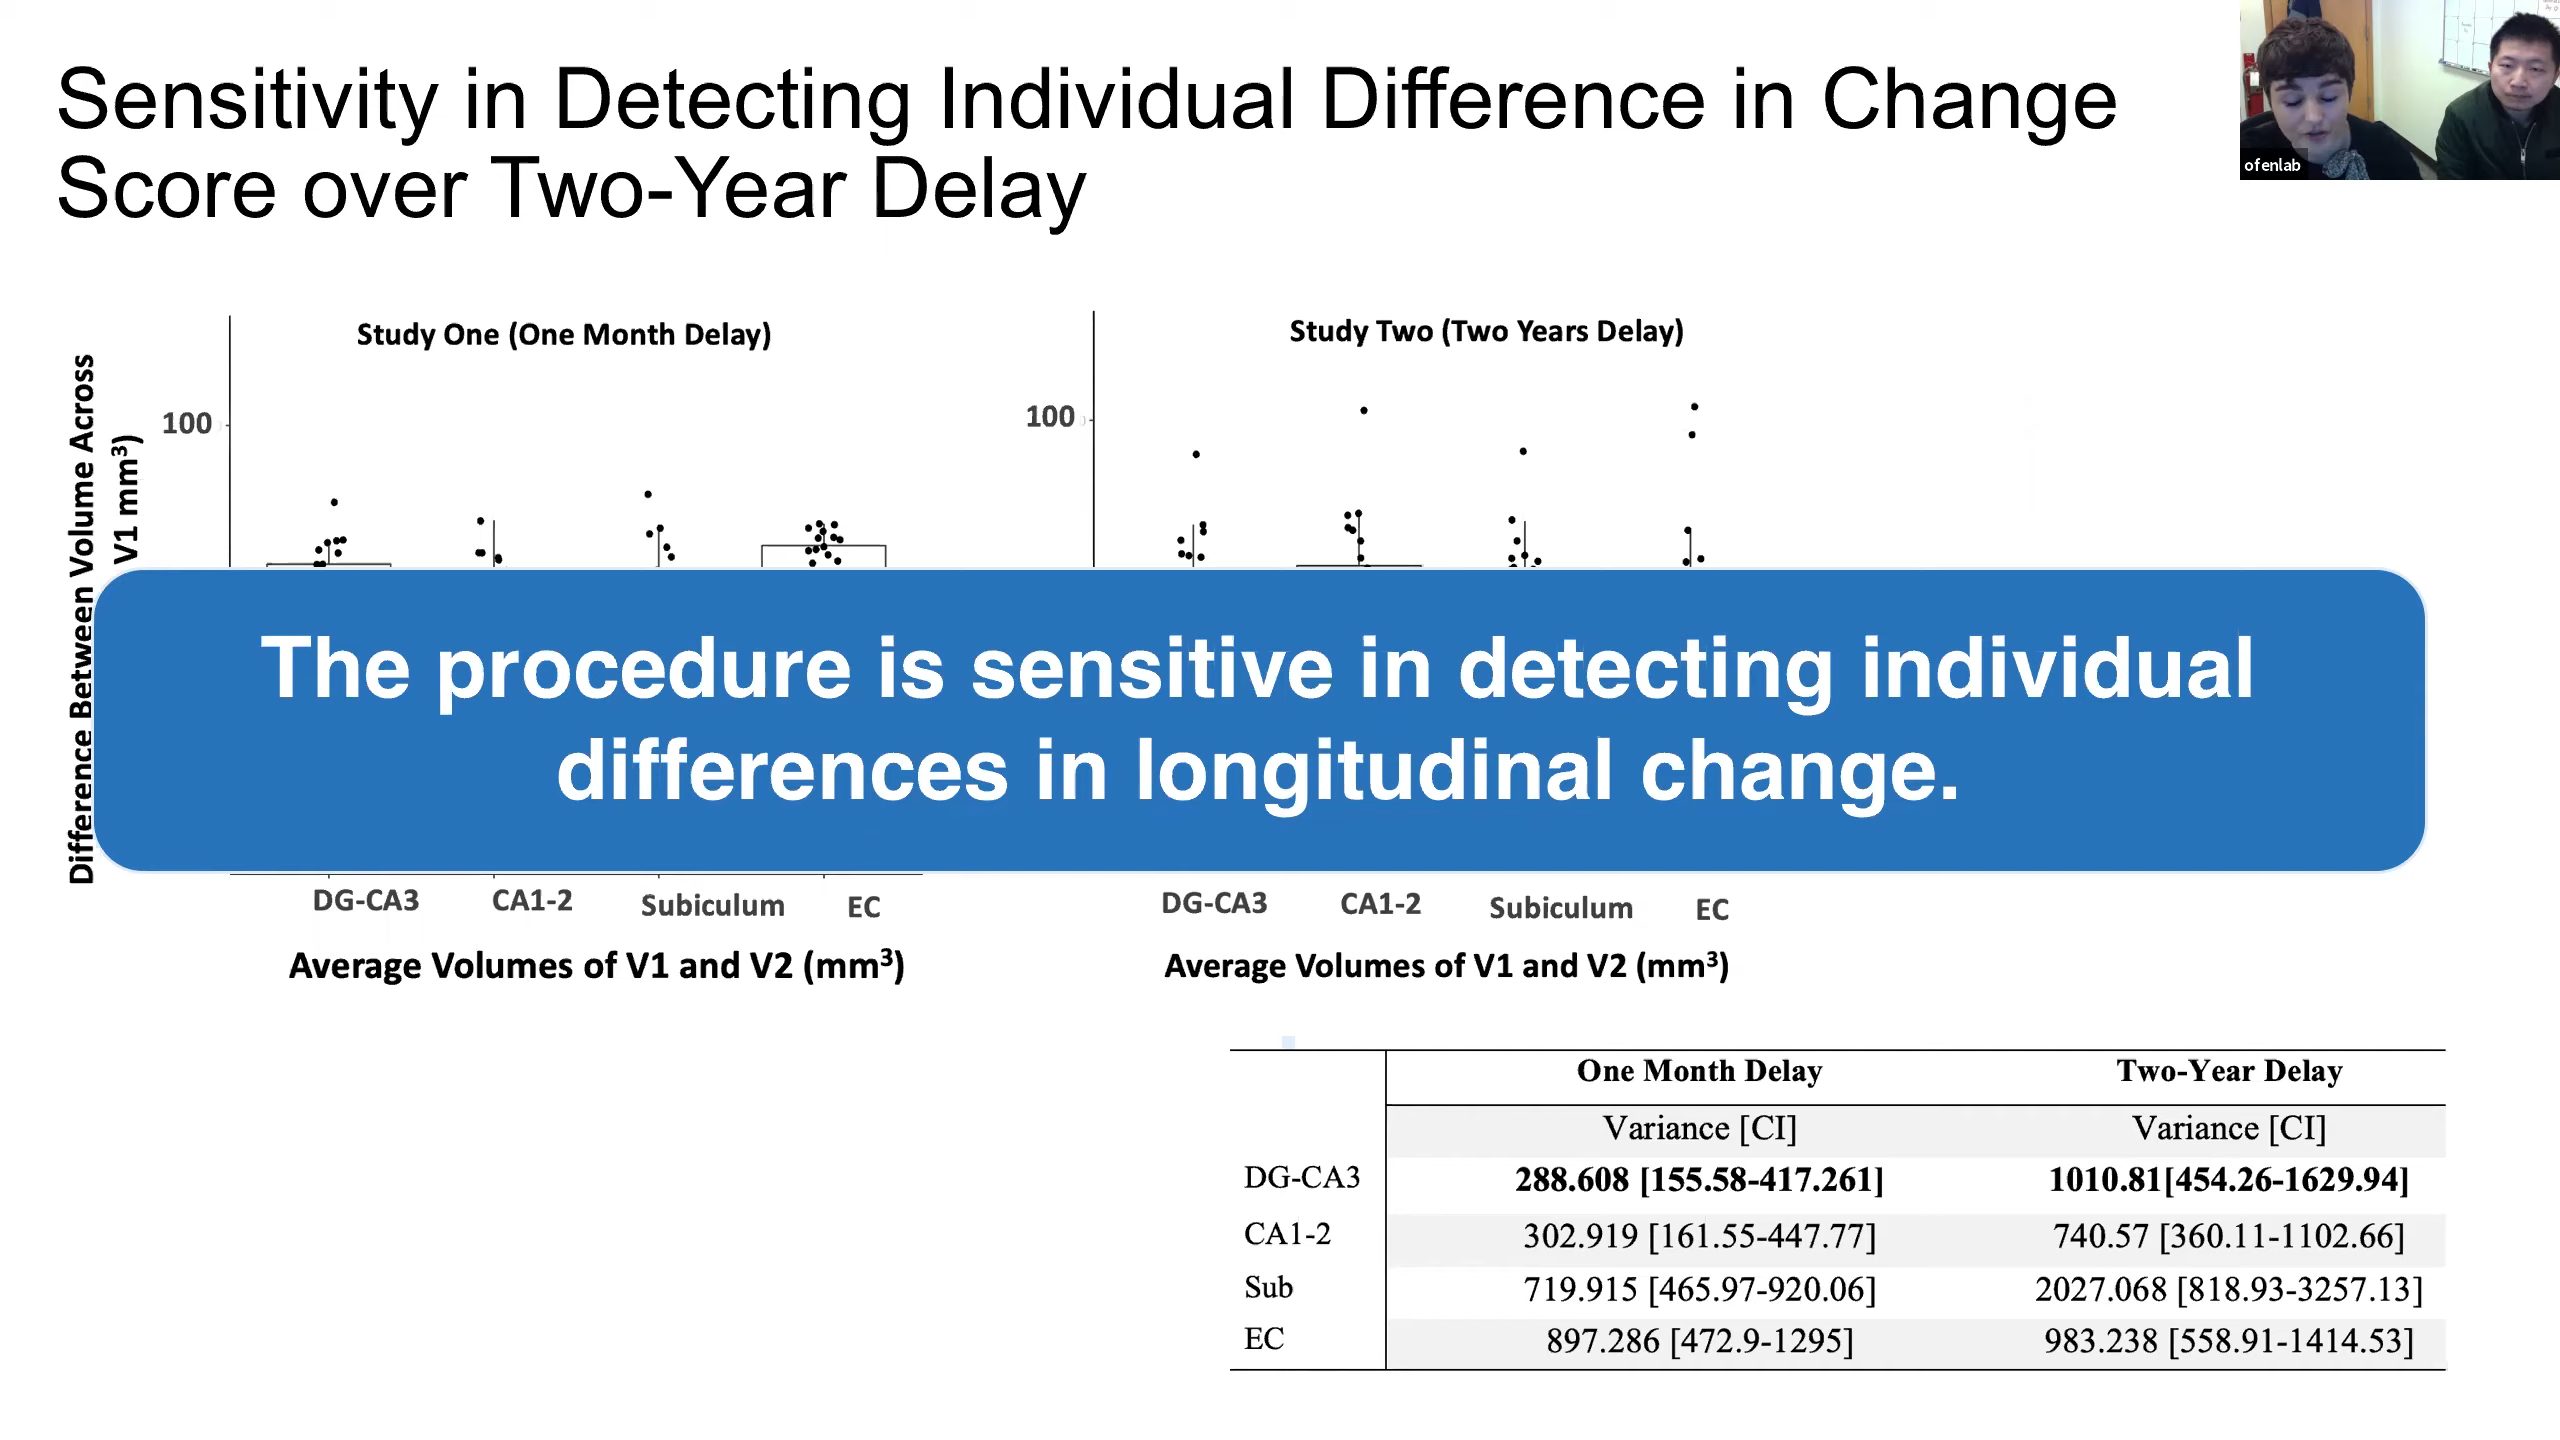 Sensitivity in Detecting Individual Difference in Change
Score over Two-Year Delay
ofenlab
Difference Between Volume Across
V1 mm³)
Study One (One Month Delay)
100
Study Two (Two Years Delay)
100
The procedure is sensitive in detecting individual
differences in longitudinal change.
DG-CA3 CA1-2 Subiculum EC
Average Volumes of V1 and V2 (mm³)
DG-CA3 CA1-2 Subiculum EC
Average Volumes of V1 and V2 (mm³)
One Month Delay Two-Year Delay
Variance [CI] Variance [CI]
DG-CA3 288.608 [155.58-417.261] 1010.81[454.26-1629.94]
CA1-2 302.919 [161.55-447.77] 740.57 [360.11-1102.66]
Sub 719.915 [465.97-920.06] 2027.068 [818.93-3257.13]
EC 897.286 [472.9-1295] 983.238 [558.91-1414.53]